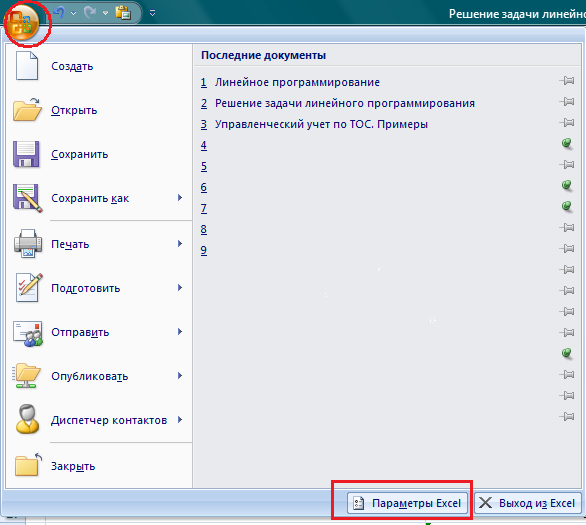 Решение задачи линейно
Создать
Открыть
Сохранить
Сохранить как
Печать
Подготовить
Отправить
Опубликовать
Диспетчер контактов
Закрыть
Последние документы
1 Линейное программирование
2 Решение задачи линейного программирования
3 Управленческий учет по ТОС. Примеры
4
5
6
7
8
9
Параметры Excel
Выход из Excel